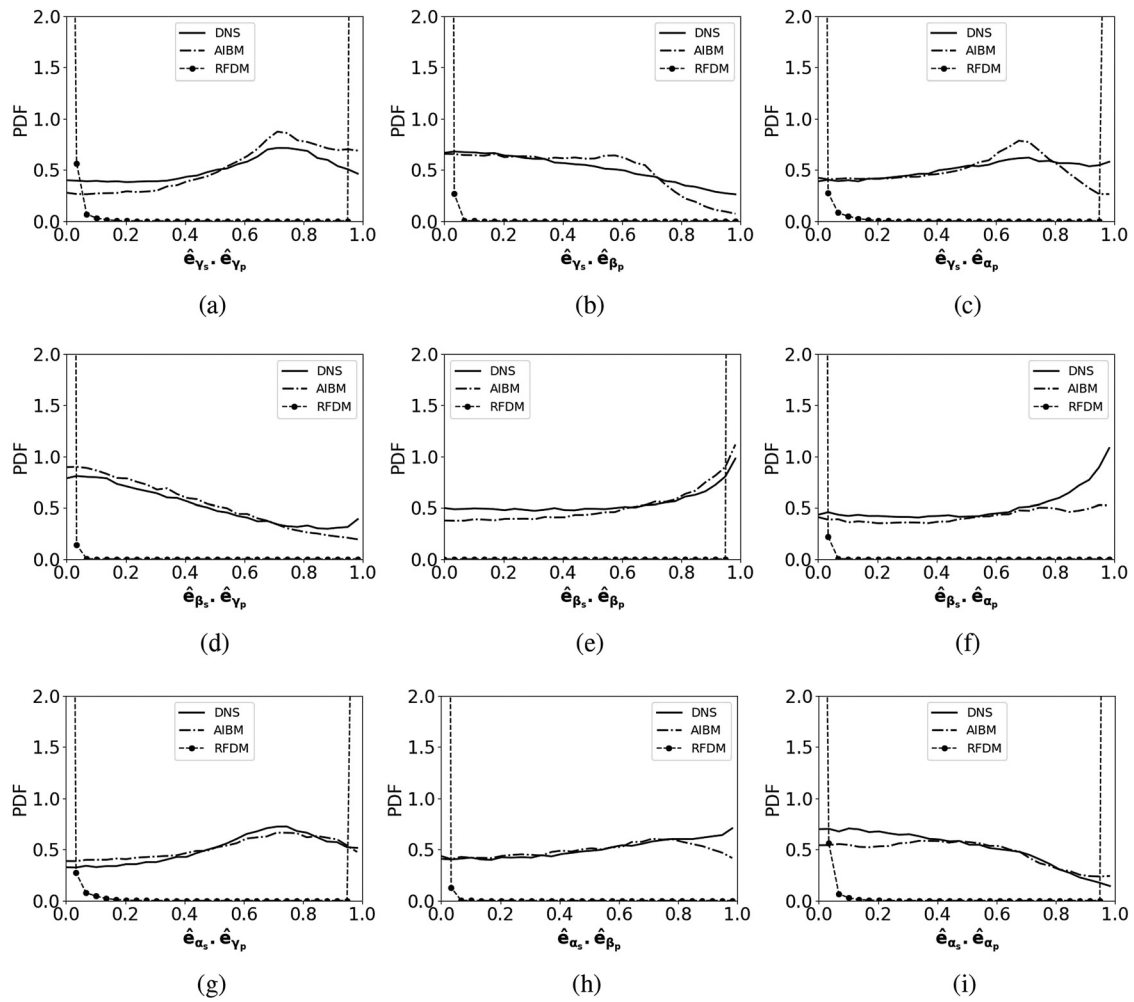 2.0
1.5
1.0
0.5
0.0
PDF
DNS
AIBM
RFDM
0.0 0.2 0.4 0.6 0.8 1.0
ê_γs . ê_γp
(a)
2.0
1.5
1.0
0.5
0.0
PDF
DNS
AIBM
RFDM
0.0 0.2 0.4 0.6 0.8 1.0
ê_γs . ê_βp
(b)
2.0
1.5
1.0
0.5
0.0
PDF
DNS
AIBM
RFDM
0.0 0.2 0.4 0.6 0.8 1.0
ê_γs . ê_αp
(c)
2.0
1.5
1.0
0.5
0.0
PDF
DNS
AIBM
RFDM
0.0 0.2 0.4 0.6 0.8 1.0
ê_βs . ê_γp
(d)
2.0
1.5
1.0
0.5
0.0
PDF
DNS
AIBM
RFDM
0.0 0.2 0.4 0.6 0.8 1.0
ê_βs . ê_βp
(e)
2.0
1.5
1.0
0.5
0.0
PDF
DNS
AIBM
RFDM
0.0 0.2 0.4 0.6 0.8 1.0
ê_βs . ê_αp
(f)
2.0
1.5
1.0
0.5
0.0
PDF
DNS
AIBM
RFDM
0.0 0.2 0.4 0.6 0.8 1.0
ê_αs . ê_γp
(g)
2.0
1.5
1.0
0.5
0.0
PDF
DNS
AIBM
RFDM
0.0 0.2 0.4 0.6 0.8 1.0
ê_αs . ê_βp
(h)
2.0
1.5
1.0
0.5
0.0
PDF
DNS
AIBM
RFDM
0.0 0.2 0.4 0.6 0.8 1.0
ê_αs . ê_αp
(i)